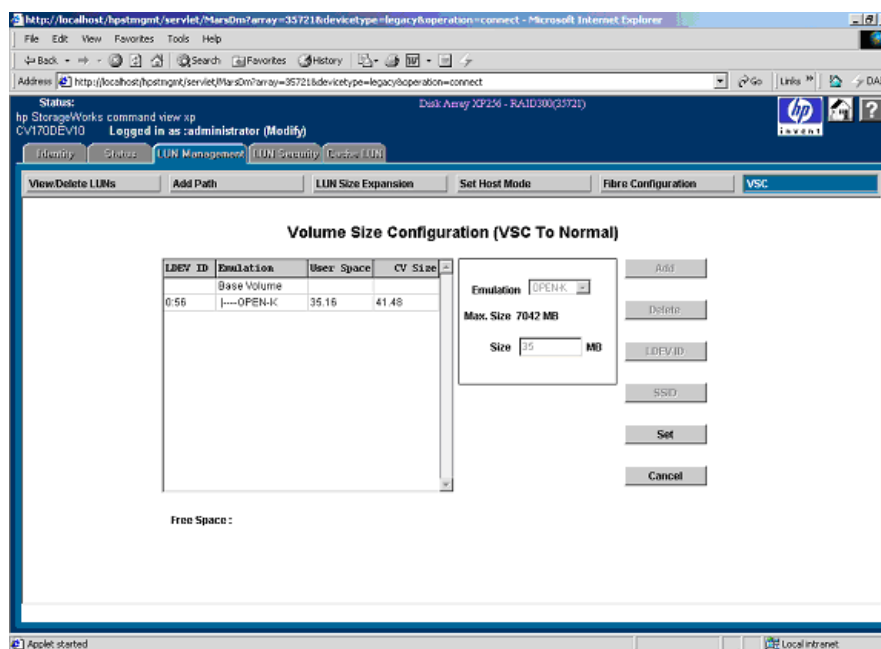 http://localhost/hpstmgmt/servlet/MarsDm?array=35721&devicetype=legacy&operation=connect - Microsoft Internet Explorer
File Edit View Favorites Tools Help
Back Search Favorites History
Address http://localhost/hpstmgmt/servlet/MarsDm?array=35721&devicetype=legacy&operation=connect Go Links » DA
Status: Disk Array XP256 - RAID300(35721)
hp StorageWorks command view xp
CV170DEV10 Logged in as :administrator (Modify)
hp
invent
Identity Status LUN Management LUN Security Cache LUN
View/Delete LUNs Add Path LUN Size Expansion Set Host Mode Fibre Configuration VSC
Volume Size Configuration (VSC To Normal)
LDEV ID Emulation User Space CV Size
Base Volume
0:56 |----OPEN-K 35.16 41.48
Emulation OPEN-K
Max. Size 7042 MB
Size 35 MB
Add
Delete
LDEV ID
SSID
Set
Cancel
Free Space :
Applet started Local intranet